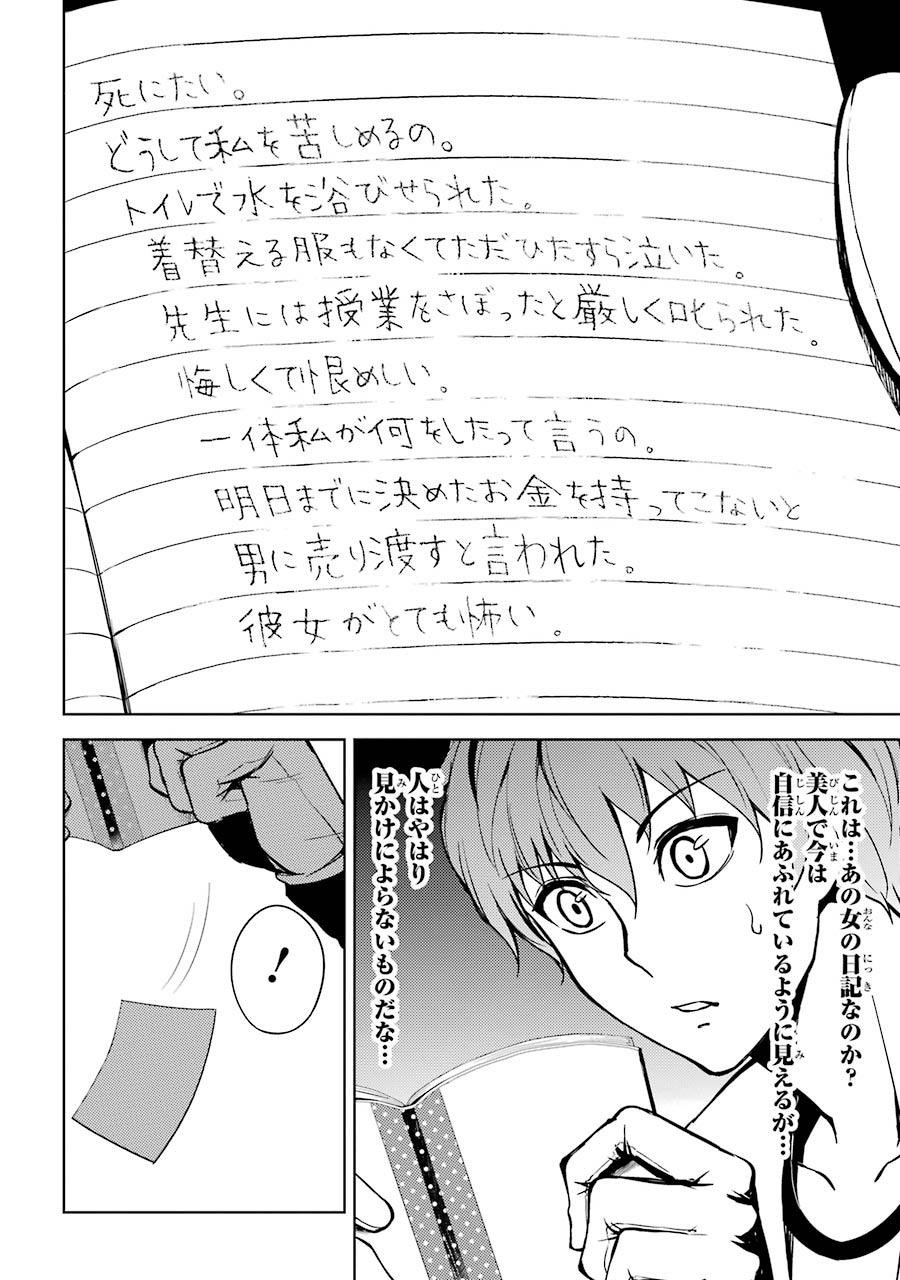 死にたい。
どうして私を苦しめるの。
トイレで水を浴びせられた。
着替える服もなくてただひたすら泣いた。
先生には授業をさぼったと厳しく叱られた。
悔しくて恨めしい。
一体私が何をしたって言うの。
明日までに決めたお金を持ってこないと
男に売り渡すと言われた。
彼女がとても怖い。
これは…あの女の日記なのか?
美人で今は
自信にあふれているように見えるが…
人はやはり
見かけによらないものだな…
!